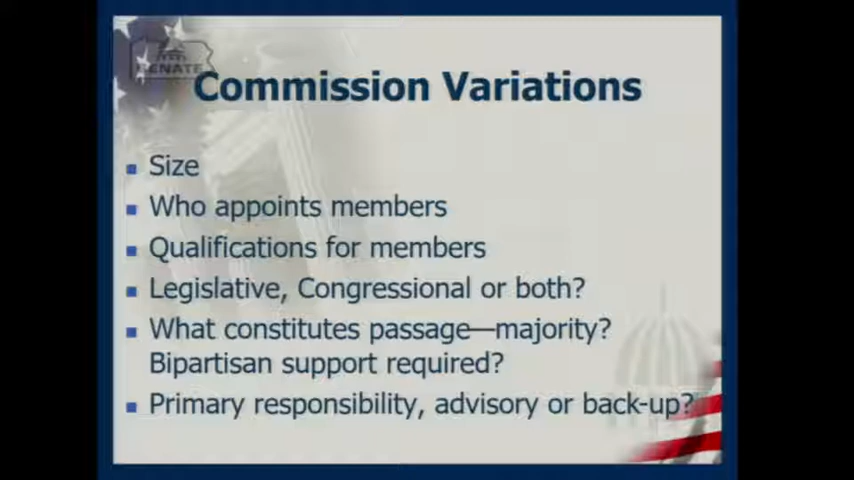 SENATE
Commission Variations
Size
Who appoints members
Qualifications for members
Legislative, Congressional or both?
What constitutes passage—majority?
Bipartisan support required?
Primary responsibility, advisory or back-up?